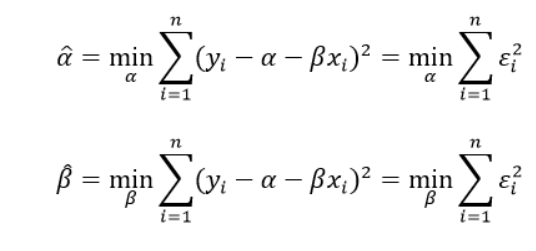 α̂ = min_α ∑_{i=1}^{n} (y_i − α − βx_i)² = min_α ∑_{i=1}^{n} ε_i²
β̂ = min_β ∑_{i=1}^{n} (y_i − α − βx_i)² = min_β ∑_{i=1}^{n} ε_i²